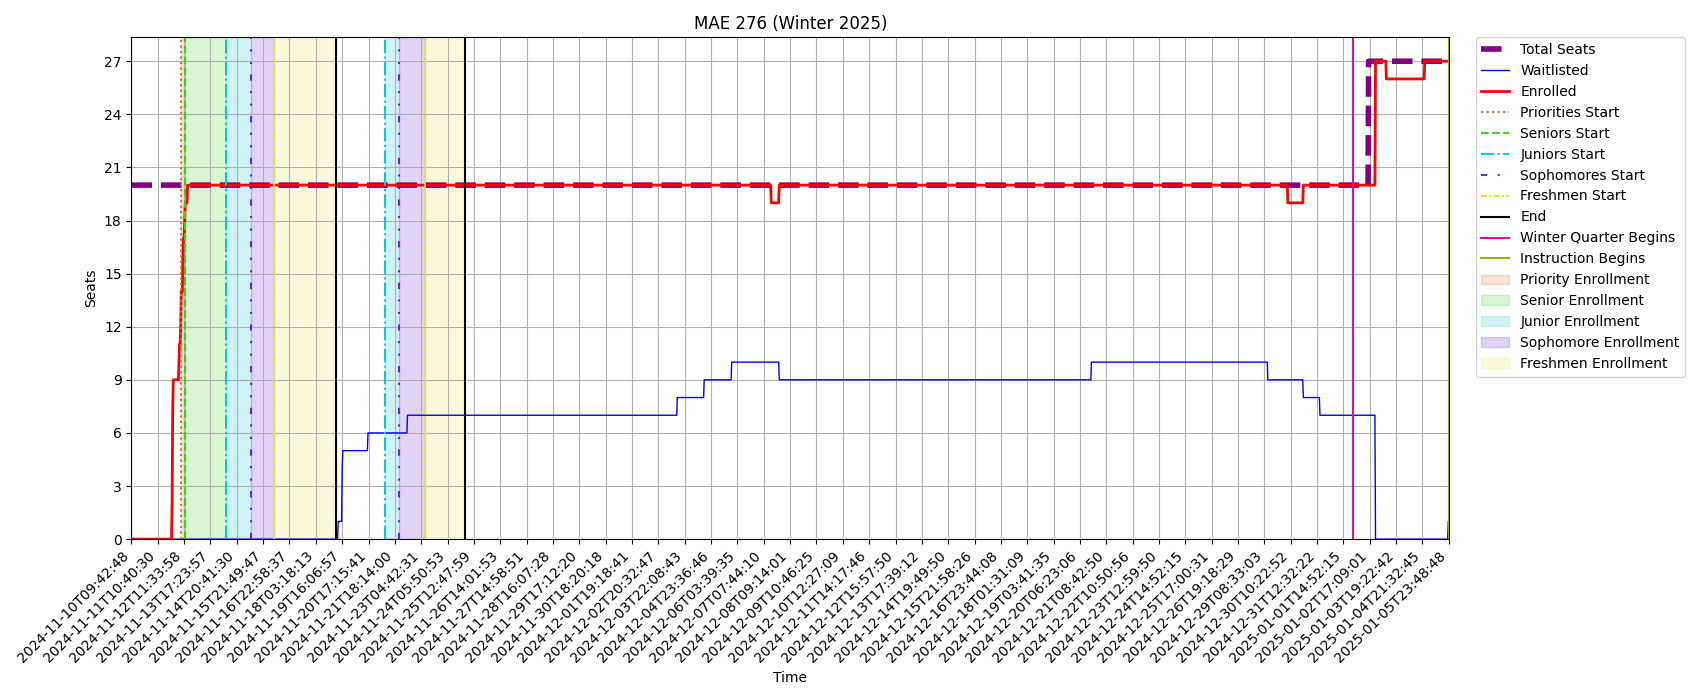 MAE 276 (Winter 2025)
Seats
27
24
21
18
15
12
9
6
3
0
Total Seats
Waitlisted
Enrolled
Priorities Start
Seniors Start
Juniors Start
Sophomores Start
Freshmen Start
End
Winter Quarter Begins
Instruction Begins
Priority Enrollment
Senior Enrollment
Junior Enrollment
Sophomore Enrollment
Freshmen Enrollment
2024-11-10T09:42:48
2024-11-11T10:40:30
2024-11-12T11:33:58
2024-11-13T17:23:57
2024-11-14T20:41:30
2024-11-15T21:49:47
2024-11-16T22:58:37
2024-11-18T03:18:13
2024-11-19T16:06:57
2024-11-20T17:15:41
2024-11-21T18:14:00
2024-11-23T04:42:31
2024-11-24T05:50:53
2024-11-25T12:47:59
2024-11-26T14:01:53
2024-11-27T14:58:51
2024-11-28T16:07:28
2024-11-29T17:12:20
2024-11-30T18:20:18
2024-12-01T19:18:41
2024-12-02T20:32:47
2024-12-03T22:08:43
2024-12-04T23:36:46
2024-12-06T03:39:35
2024-12-07T07:44:10
2024-12-08T09:14:01
2024-12-09T10:46:25
2024-12-10T12:27:09
2024-12-11T14:17:46
2024-12-12T15:57:50
2024-12-13T17:39:12
2024-12-14T19:49:50
2024-12-15T21:58:26
2024-12-16T23:44:08
2024-12-18T01:31:09
2024-12-19T03:41:35
2024-12-20T06:23:06
2024-12-21T08:42:50
2024-12-22T10:50:56
2024-12-23T12:59:50
2024-12-24T14:52:15
2024-12-25T17:00:31
2024-12-26T19:18:29
2024-12-29T08:33:03
2024-12-30T10:22:52
2024-12-31T12:32:22
2025-01-01T14:52:15
2025-01-02T17:09:01
2025-01-03T19:22:42
2025-01-04T21:32:45
2025-01-05T23:48:48
Time